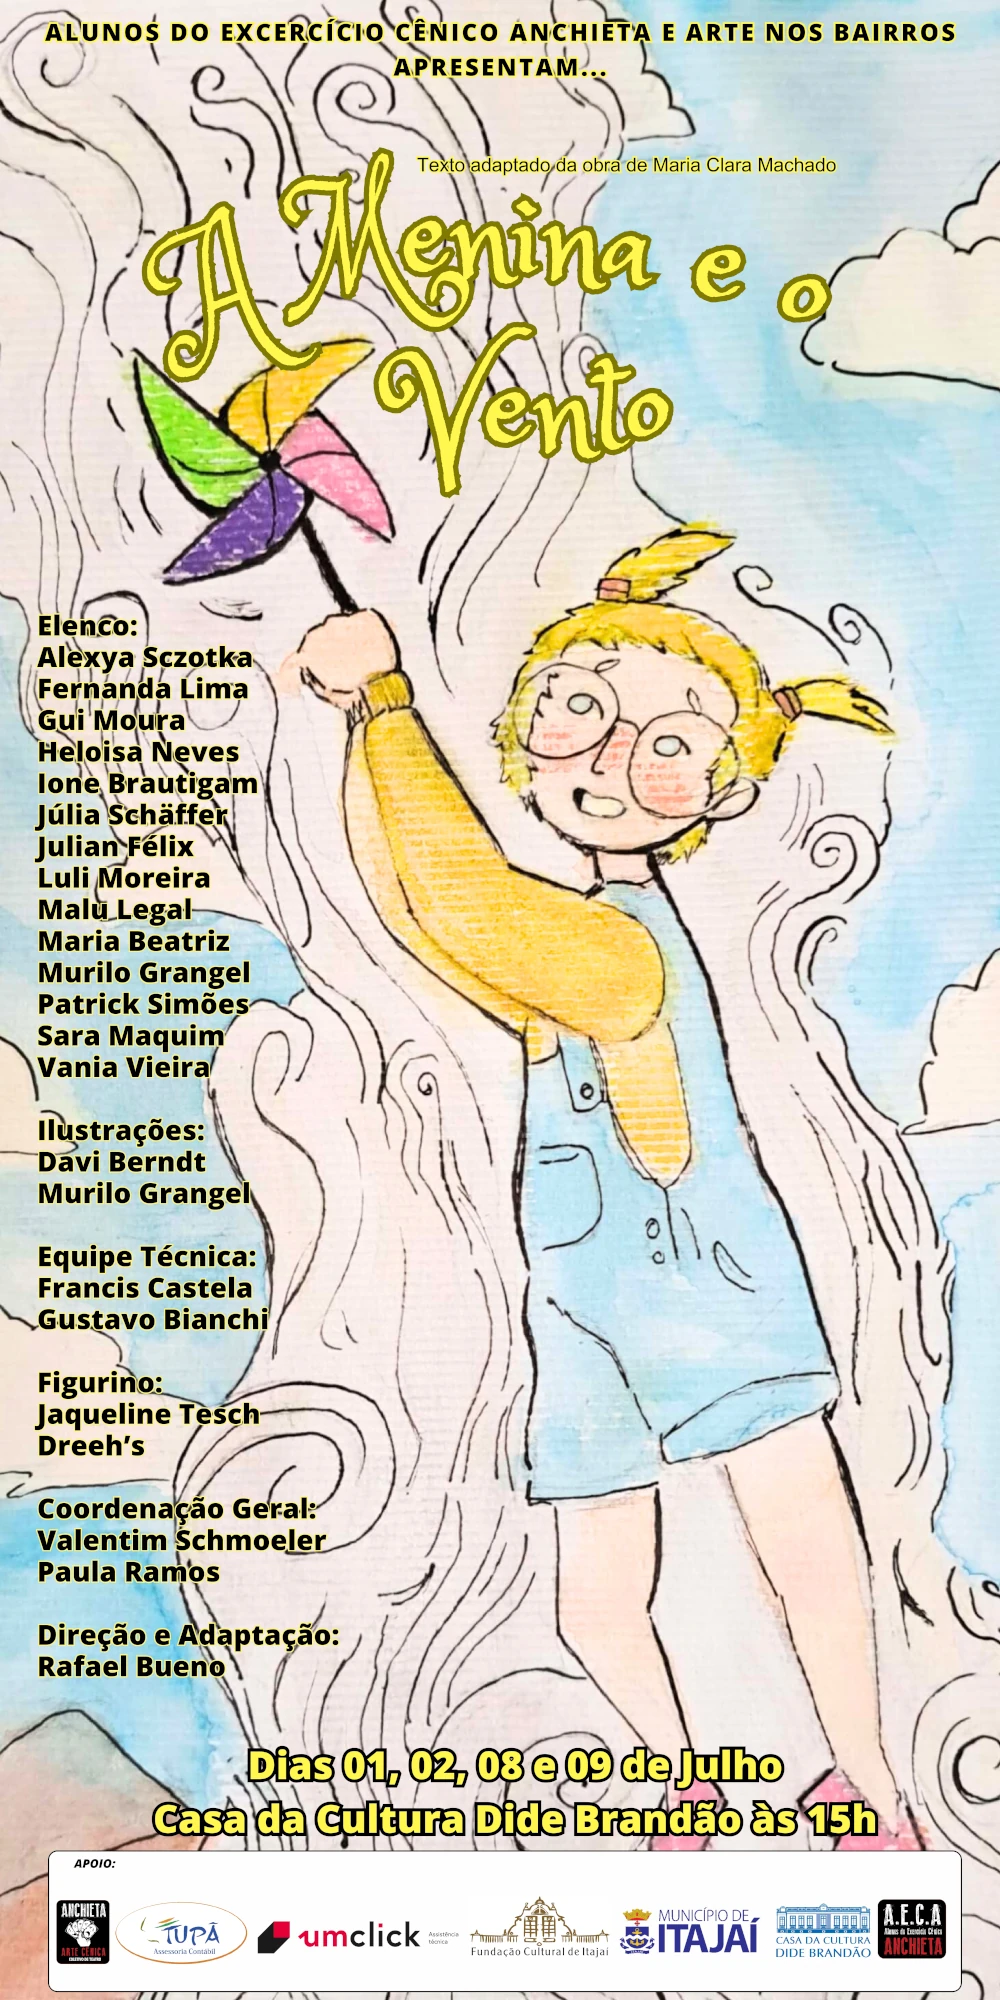 ALUNOS DO EXCERCÍCIO CÊNICO ANCHIETA E ARTE NOS BAIRROS
APRESENTAM...
Texto adaptado da obra de Maria Clara Machado
A Menina e o
Vento
Elenco:
Alexya Sczotka
Fernanda Lima
Gui Moura
Heloisa Neves
Ione Brautigam
Júlia Schäffer
Julian Félix
Luli Moreira
Malu Legal
Maria Beatriz
Murilo Grangel
Patrick Simões
Sara Maquim
Vania Vieira
Ilustrações:
Davi Berndt
Murilo Grangel
Equipe Técnica:
Francis Castela
Gustavo Bianchi
Figurino:
Jaqueline Tesch
Dreeh’s
Coordenação Geral:
Valentim Schmoeler
Paula Ramos
Direção e Adaptação:
Rafael Bueno
Dias 01, 02, 08 e 09 de Julho
Casa da Cultura Dide Brandão às 15h
APOIO:
ANCHIETA
ARTE CÊNICA
TUPÃ
Assessoria Contábil
umclick
Assistência
técnica
Fundação Cultural de Itajaí
MUNICÍPIO DE
ITAJAÍ
CASA DA CULTURA
DIDE BRANDÃO
A.E.C.A
Alunos do Exercício Cênico
ANCHIETA